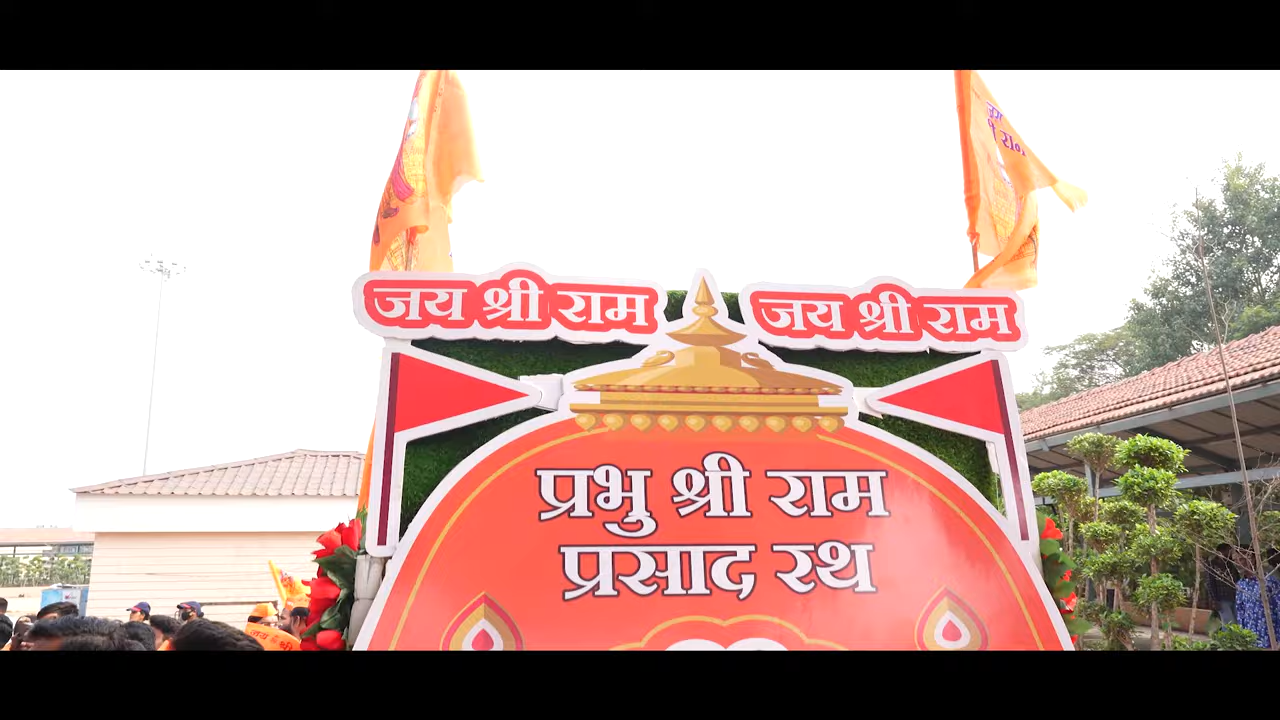 जय श्री राम
जय श्री राम
प्रभु श्री राम
प्रसाद रथ